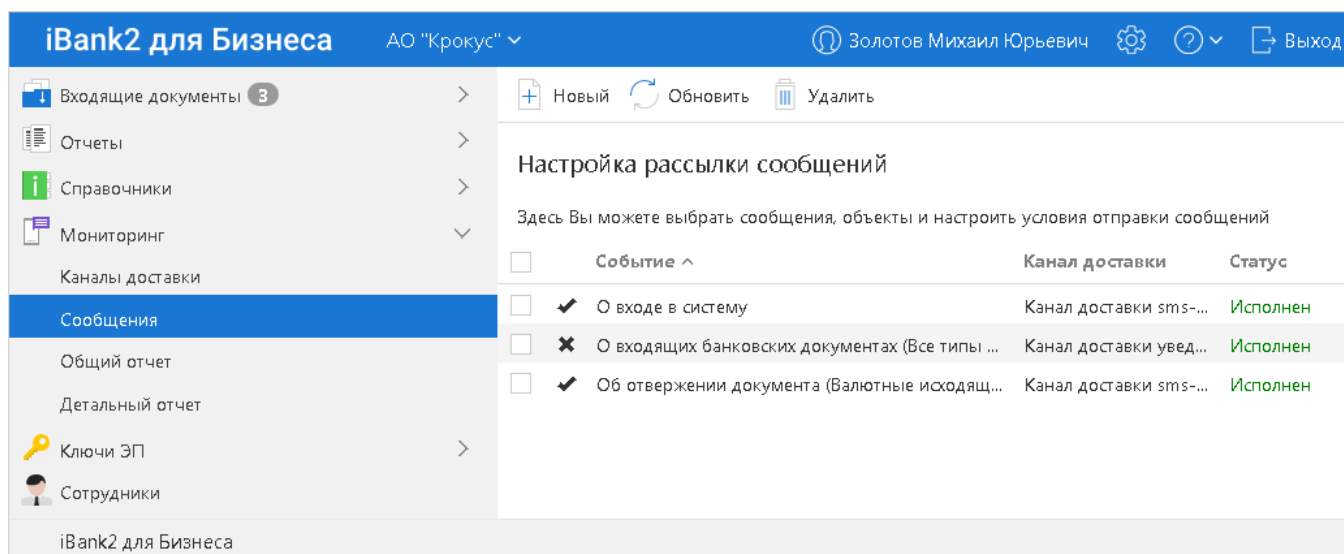 iBank2 для Бизнеса АО "Крокус" Золотов Михаил Юрьевич Выход
Входящие документы 3
Отчеты
Справочники
Мониторинг
Каналы доставки
Сообщения
Общий отчет
Детальный отчет
Ключи ЭП
Сотрудники
Новый Обновить Удалить
Настройка рассылки сообщений
Здесь Вы можете выбрать сообщения, объекты и настроить условия отправки сообщений
Событие Канал доставки Статус
О входе в систему Канал доставки sms-... Исполнен
О входящих банковских документах (Все типы ... Канал доставки увед... Исполнен
Об отвержении документа (Валютные исходящ... Канал доставки sms-... Исполнен
iBank2 для Бизнеса